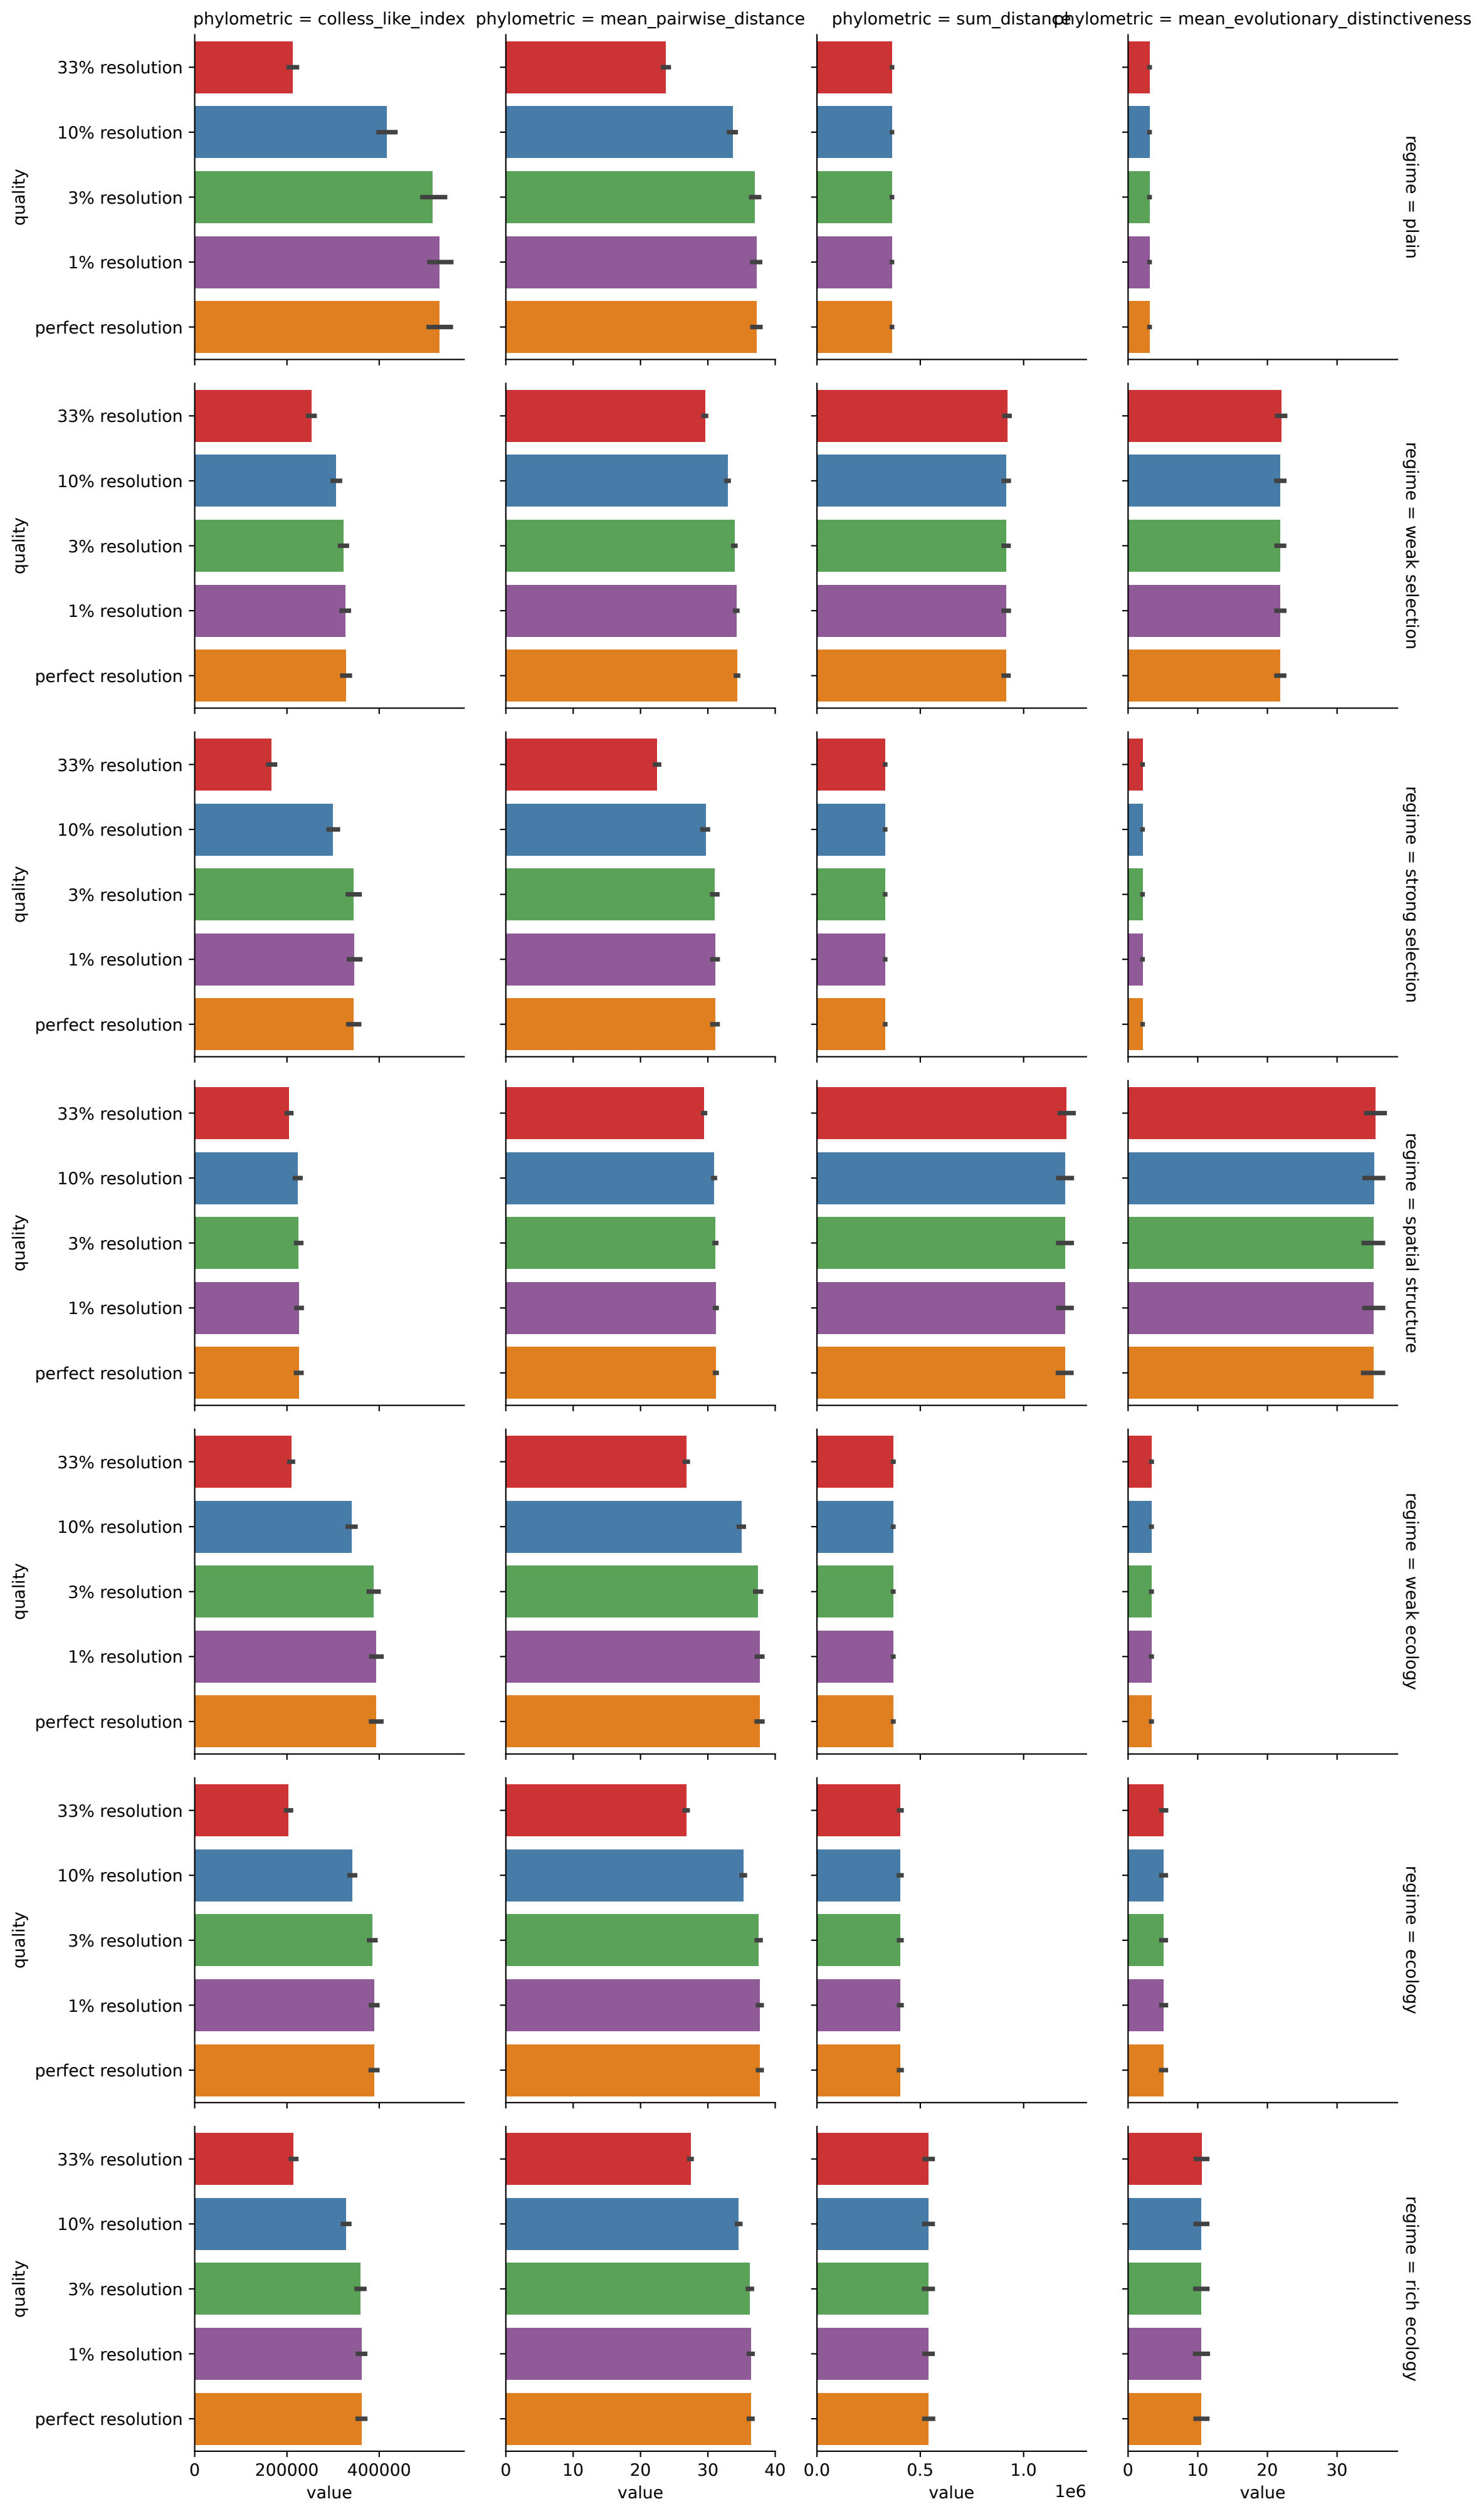 phylometric = colless_like_index phylometric = mean_pairwise_distance phylometric = sum_distance phylometric = mean_evolutionary_distinctiveness
33% resolution
10% resolution
3% resolution
1% resolution
perfect resolution
quality
regime = plain
33% resolution
10% resolution
3% resolution
1% resolution
perfect resolution
quality
regime = weak selection
33% resolution
10% resolution
3% resolution
1% resolution
perfect resolution
quality
regime = strong selection
33% resolution
10% resolution
3% resolution
1% resolution
perfect resolution
quality
regime = spatial structure
33% resolution
10% resolution
3% resolution
1% resolution
perfect resolution
quality
regime = weak ecology
33% resolution
10% resolution
3% resolution
1% resolution
perfect resolution
quality
regime = ecology
33% resolution
10% resolution
3% resolution
1% resolution
perfect resolution
quality
regime = rich ecology
0 200000 400000 0 10 20 30 40 0.0 0.5 1.0 0 10 20 30
1e6
value value value value